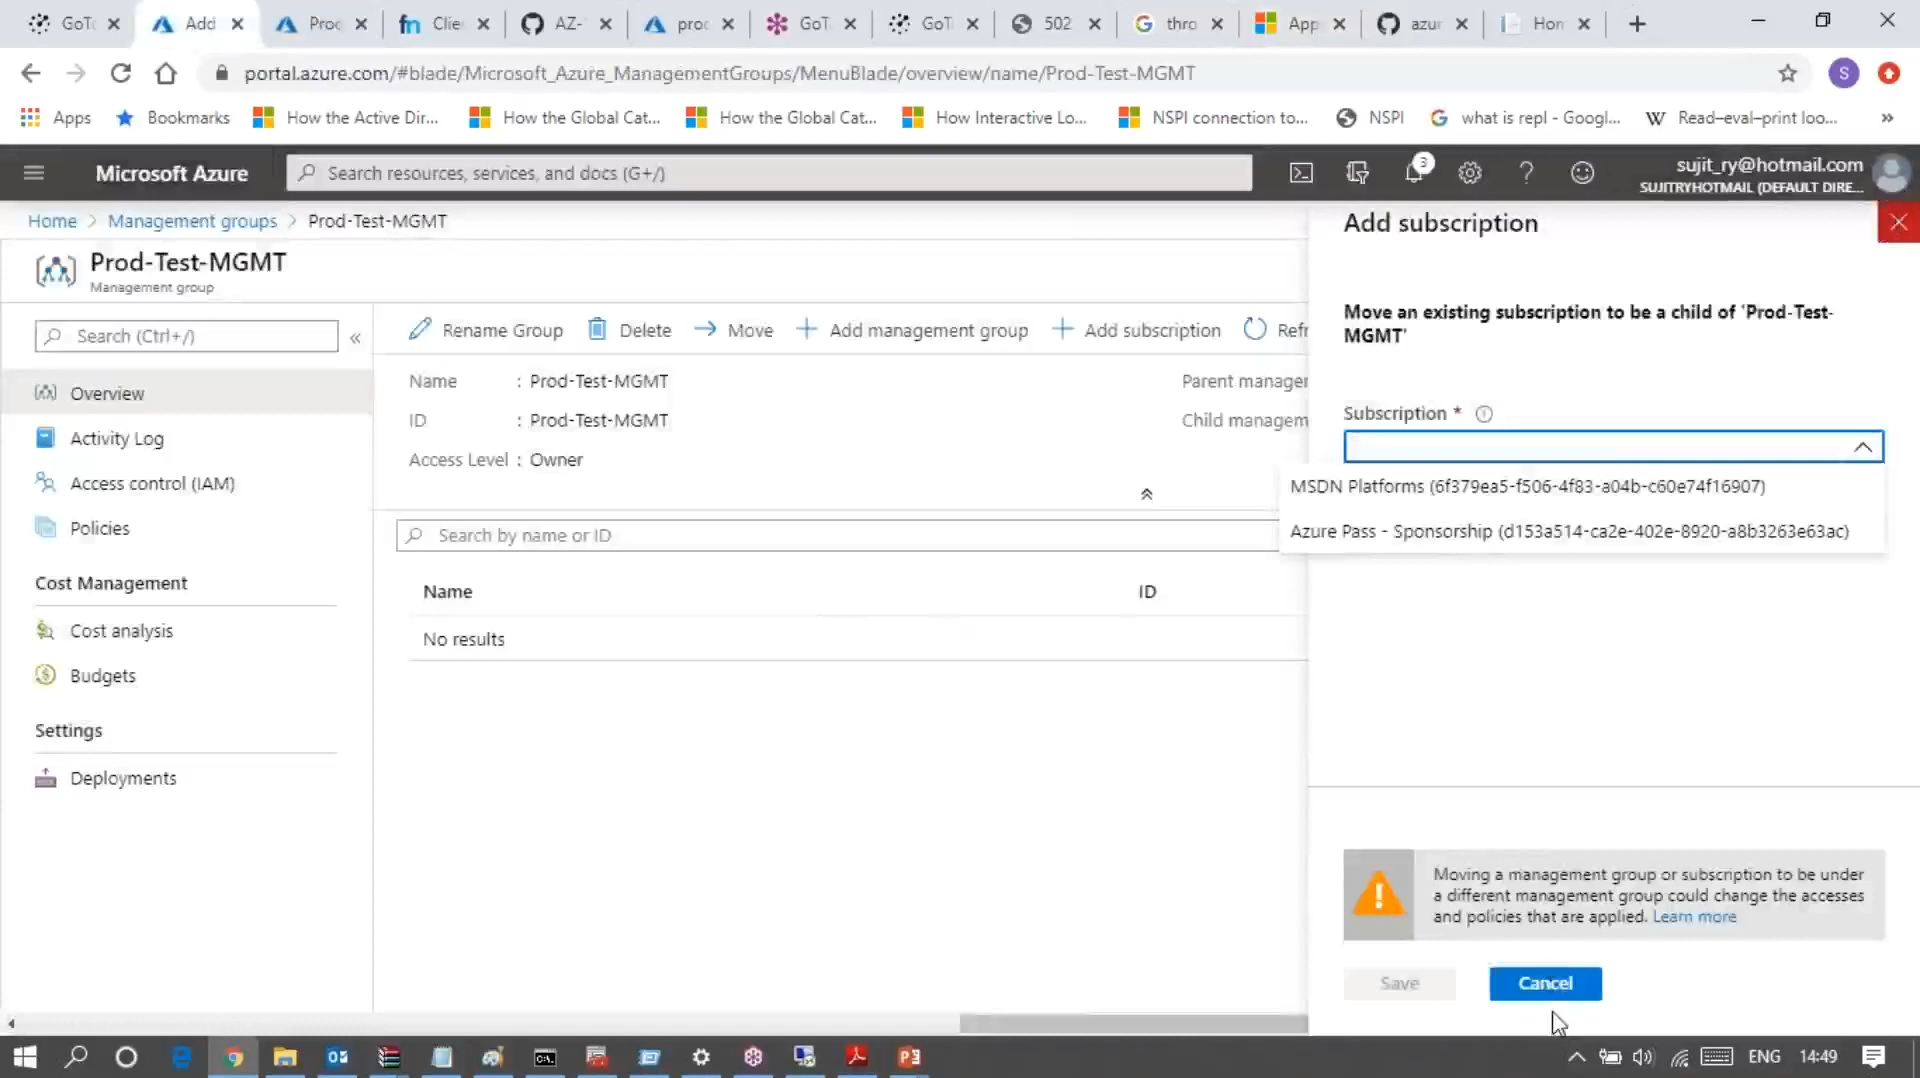 GoTo
Add
Proc
fn Clie
AZ-
proc
GoT
GoT
502
thro
App
azur
Hon
portal.azure.com/#blade/Microsoft_Azure_ManagementGroups/MenuBlade/overview/name/Prod-Test-MGMT
S
Apps
Bookmarks
How the Active Dir...
How the Global Cat...
How the Global Cat...
How Interactive Lo...
NSPI connection to...
NSPI
what is repl - Googl...
W Read–eval–print loo...
»
Microsoft Azure
Search resources, services, and docs (G+/)
3
sujit_ry@hotmail.com
SUJITRYHOTMAIL (DEFAULT DIRE...
Home > Management groups > Prod-Test-MGMT
Prod-Test-MGMT
Management group
Search (Ctrl+/)
«
Overview
Activity Log
Access control (IAM)
Policies
Cost Management
Cost analysis
Budgets
Settings
Deployments
Rename Group
Delete
Move
Add management group
Add subscription
Refr
Name : Prod-Test-MGMT
ID : Prod-Test-MGMT
Access Level : Owner
Parent manager
Child managem
Search by name or ID
Name ID
No results
Add subscription
Move an existing subscription to be a child of 'Prod-Test-
MGMT'
Subscription *
MSDN Platforms (6f379ea5-f506-4f83-a04b-c60e74f16907)
Azure Pass - Sponsorship (d153a514-ca2e-402e-8920-a8b3263e63ac)
Moving a management group or subscription to be under
a different management group could change the accesses
and policies that are applied. Learn more
Save
Cancel
ENG 14:49